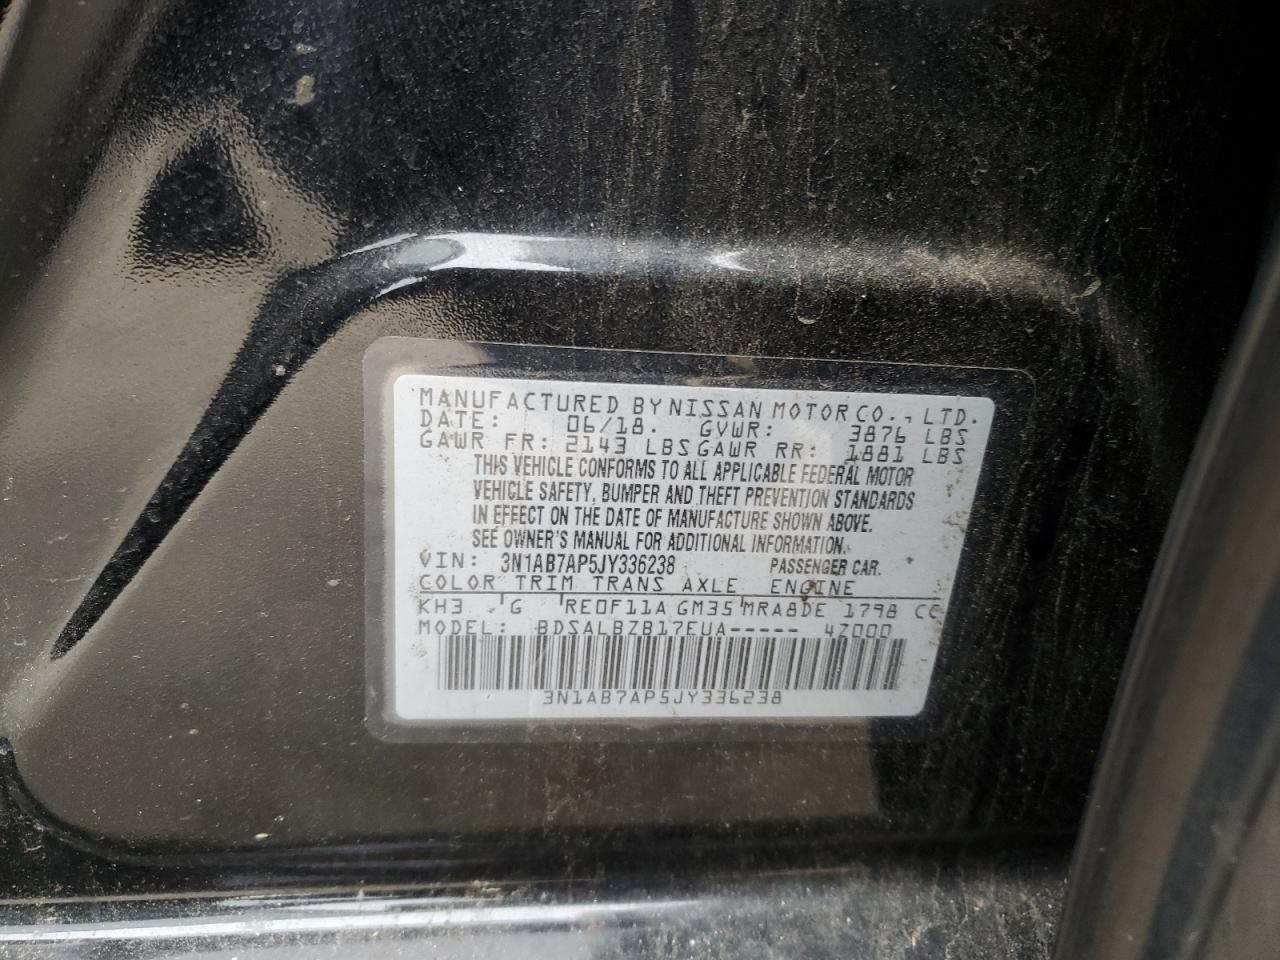 MANUFACTURED BY NISSAN MOTOR CO., LTD.
DATE: 06/18. GVWR: 3876 LBS
GAWR FR: 2143 LBS GAWR RR: 1881 LBS
THIS VEHICLE CONFORMS TO ALL APPLICABLE FEDERAL MOTOR
VEHICLE SAFETY, BUMPER AND THEFT PREVENTION STANDARDS
IN EFFECT ON THE DATE OF MANUFACTURE SHOWN ABOVE.
SEE OWNER'S MANUAL FOR ADDITIONAL INFORMATION.
VIN: 3N1AB7AP5JY336238 PASSENGER CAR.
COLOR TRIM TRANS AXLE ENGINE
KH3 G RE0F11A GM35 MRA8DE 1798 CC
MODEL: BDSALBZB17EUA----- 42000
3N1AB7AP5JY336238